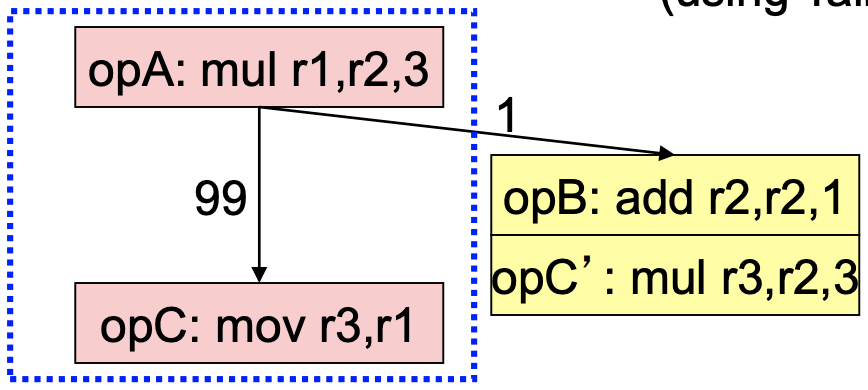 (using
opA: mul r1,r2,3
1
99
opB: add r2,r2,1
opC’: mul r3,r2,3
opC: mov r3,r1